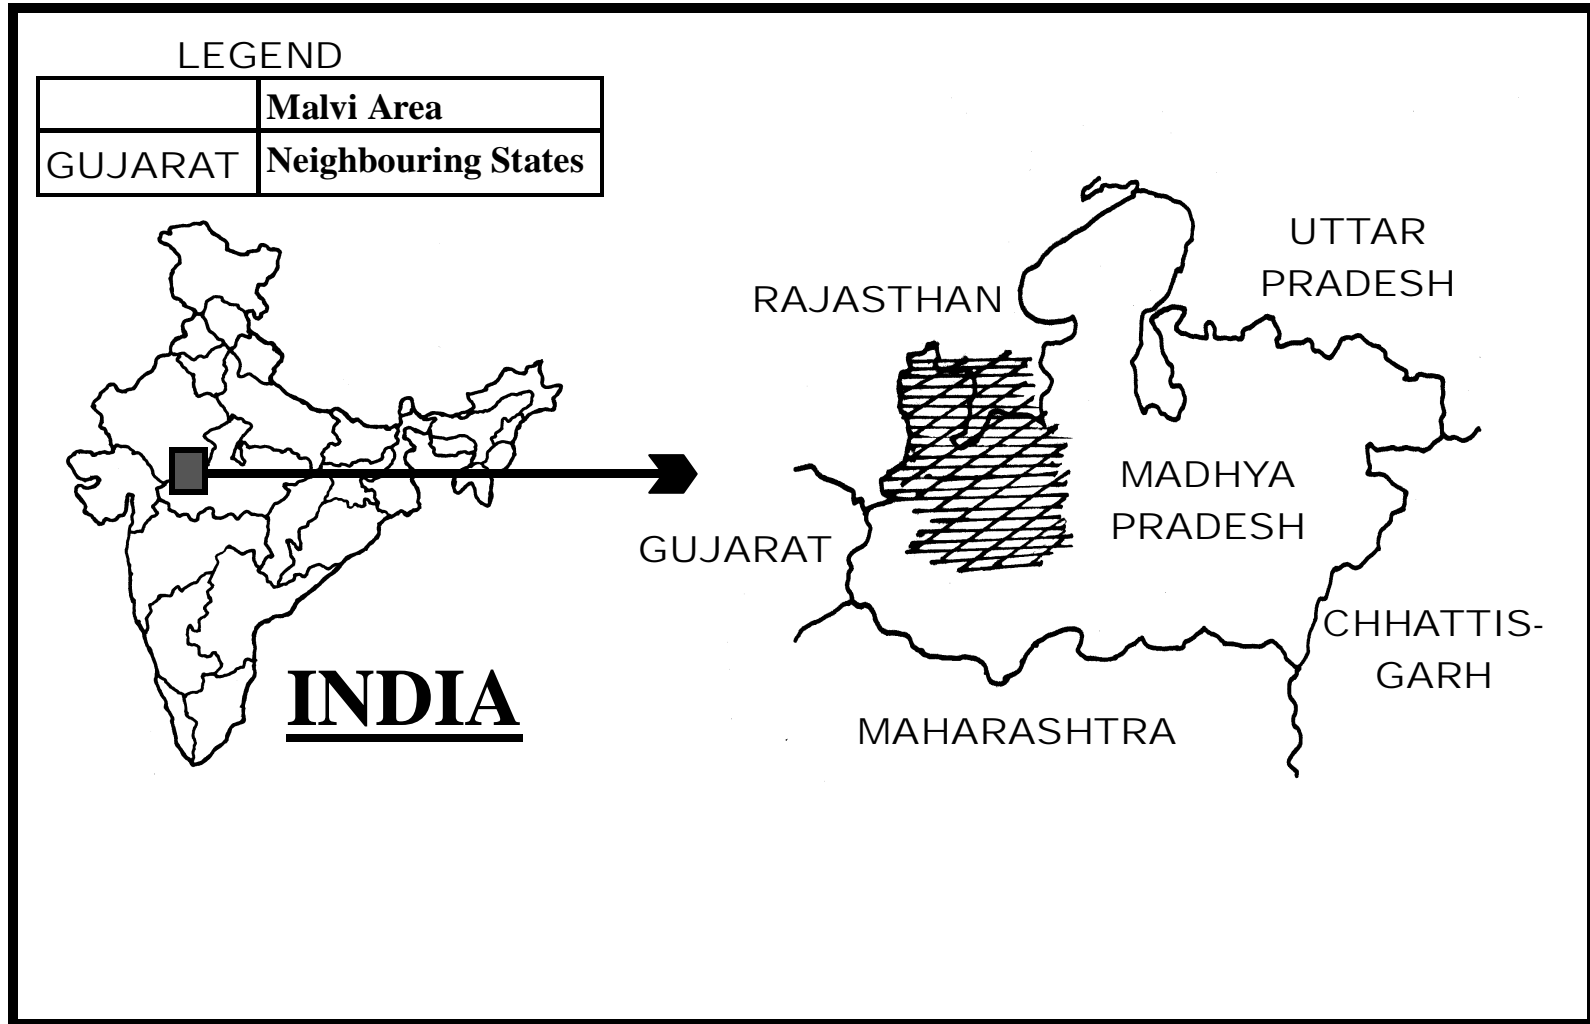 LEGEND
Malvi Area
GUJARAT Neighbouring States
UTTAR
PRADESH
RAJASTHAN
MADHYA
PRADESH
GUJARAT
CHHATTIS-
GARH
INDIA
MAHARASHTRA